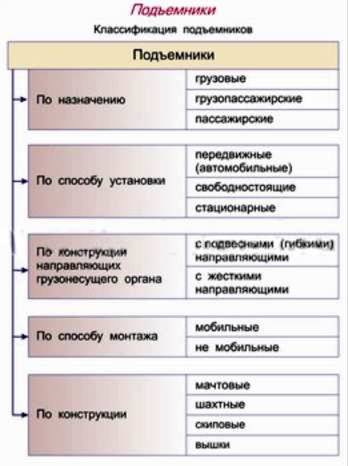 Подъемники
Классификация подъемников
Подъемники
По назначению
грузовые
грузопассажирские
пассажирские
По способу установки
передвижные
(автомобильные)
свободностоящие
стационарные
По конструкции
направляющих
грузонесущего органа
с подвесными (гибкими)
направляющими
с жесткими
направляющими
По способу монтажа
мобильные
не мобильные
По конструкции
мачтовые
шахтные
скиповые
вышки